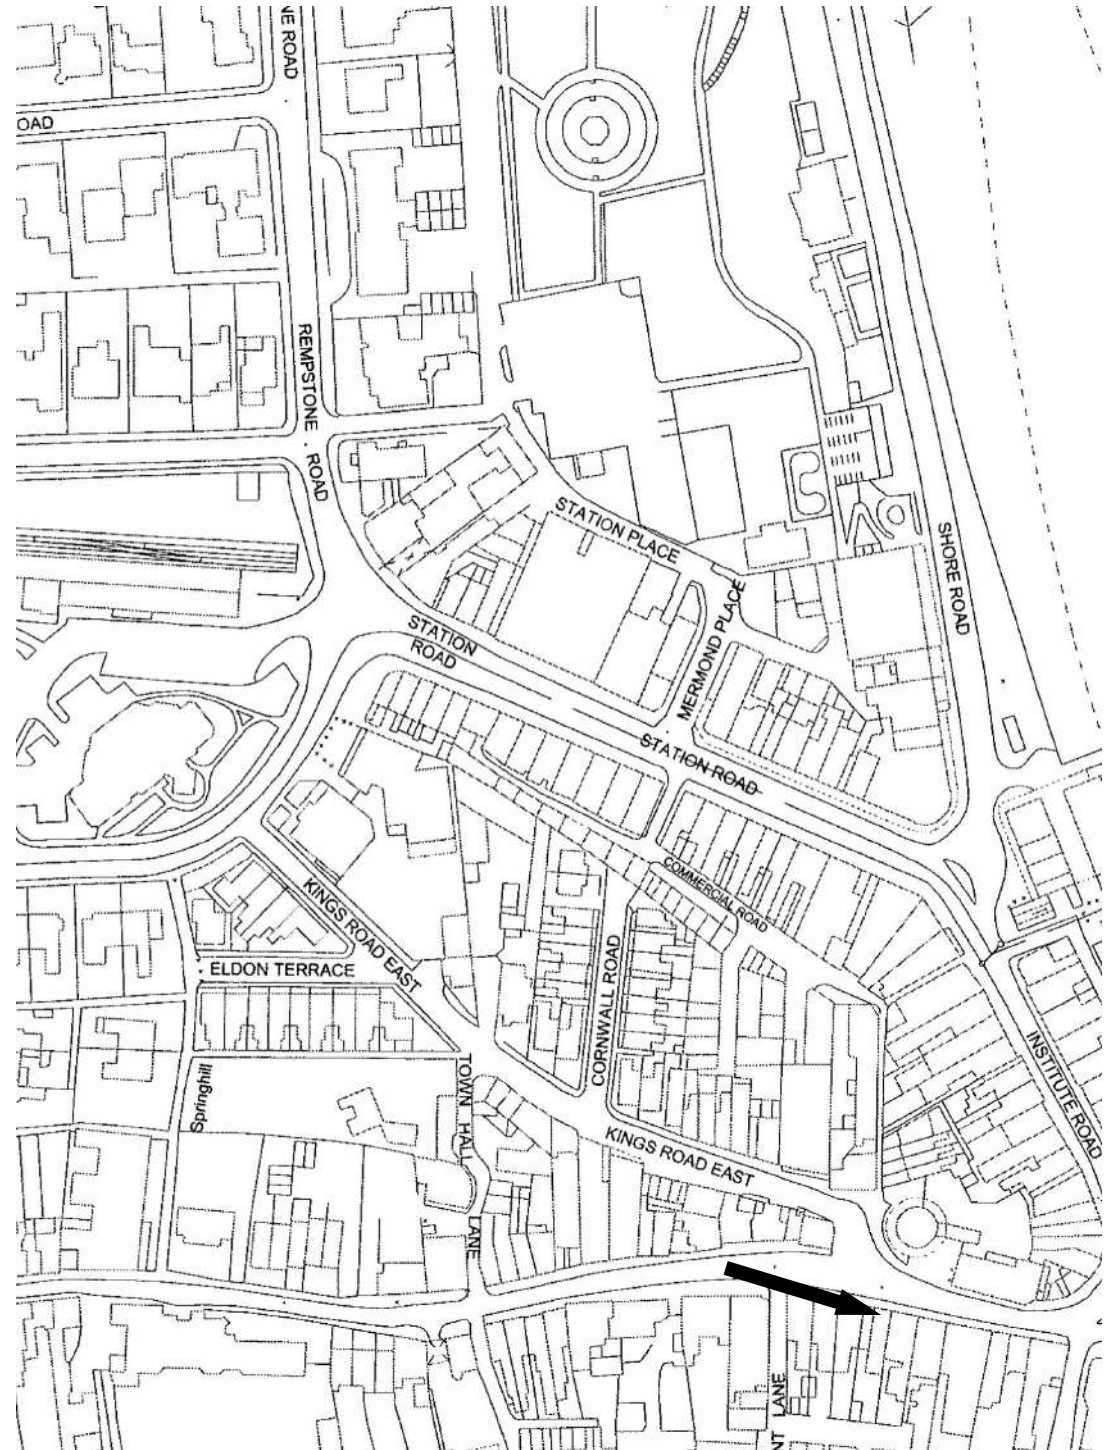 NE ROAD
OAD
REMPSTONE ROAD
STATION PLACE
SHORE ROAD
MERMOND PLACE
STATION
ROAD
STATION ROAD
COMMERCIAL ROAD
KINGS ROAD EAST
ELDON TERRACE
CORNWALL ROAD
INSTITUTE ROAD
TOWN HALL LANE
Springhill
KINGS ROAD EAST
NT LANE